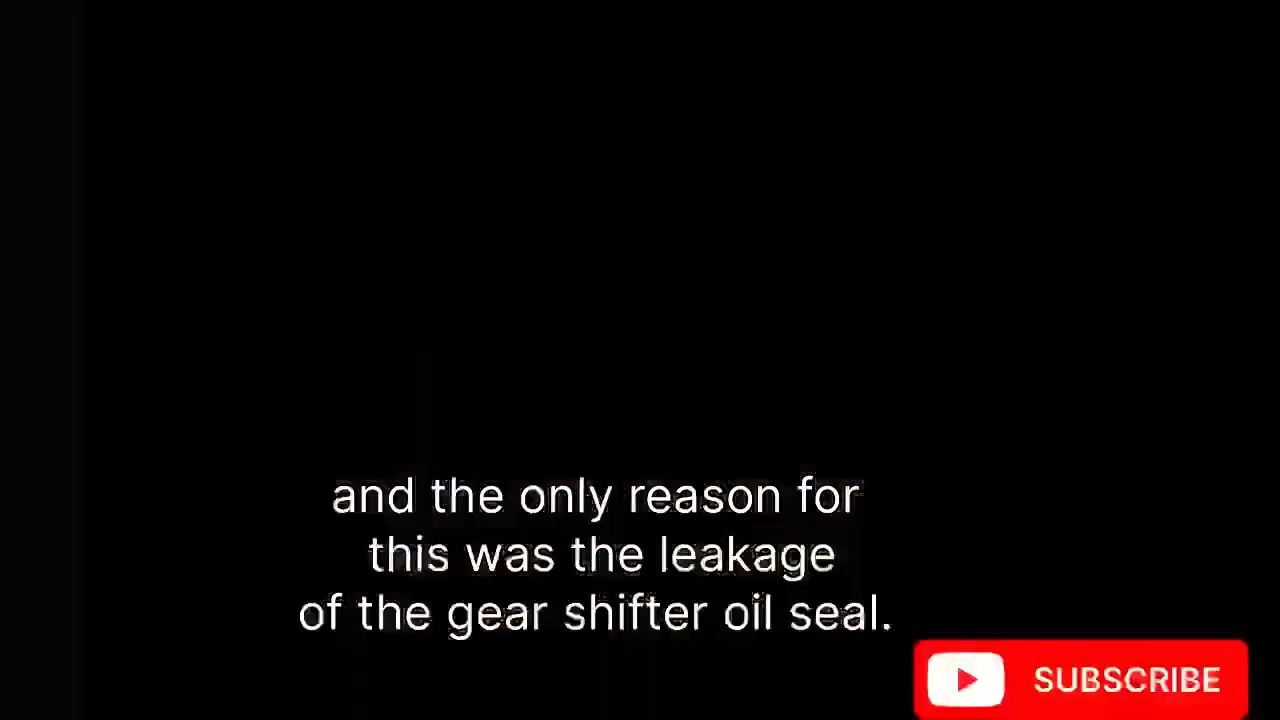 and the only reason for
this was the leakage
of the gear shifter oil seal.
SUBSCRIBE